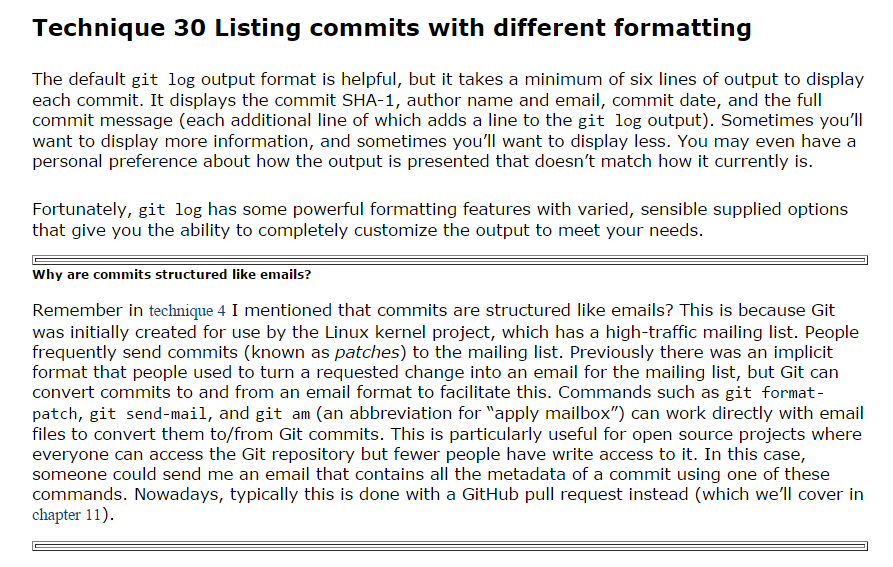 Technique 30 Listing commits with different formatting
The default git log output format is helpful, but it takes a minimum of six lines of output to display
each commit. It displays the commit SHA-1, author name and email, commit date, and the full
commit message (each additional line of which adds a line to the git log output). Sometimes you’ll
want to display more information, and sometimes you’ll want to display less. You may even have a
personal preference about how the output is presented that doesn’t match how it currently is.
Fortunately, git log has some powerful formatting features with varied, sensible supplied options
that give you the ability to completely customize the output to meet your needs.
Why are commits structured like emails?
Remember in technique 4 I mentioned that commits are structured like emails? This is because Git
was initially created for use by the Linux kernel project, which has a high-traffic mailing list. People
frequently send commits (known as patches) to the mailing list. Previously there was an implicit
format that people used to turn a requested change into an email for the mailing list, but Git can
convert commits to and from an email format to facilitate this. Commands such as git format-
patch, git send-mail, and git am (an abbreviation for “apply mailbox”) can work directly with email
files to convert them to/from Git commits. This is particularly useful for open source projects where
everyone can access the Git repository but fewer people have write access to it. In this case,
someone could send me an email that contains all the metadata of a commit using one of these
commands. Nowadays, typically this is done with a GitHub pull request instead (which we’ll cover in
chapter 11).